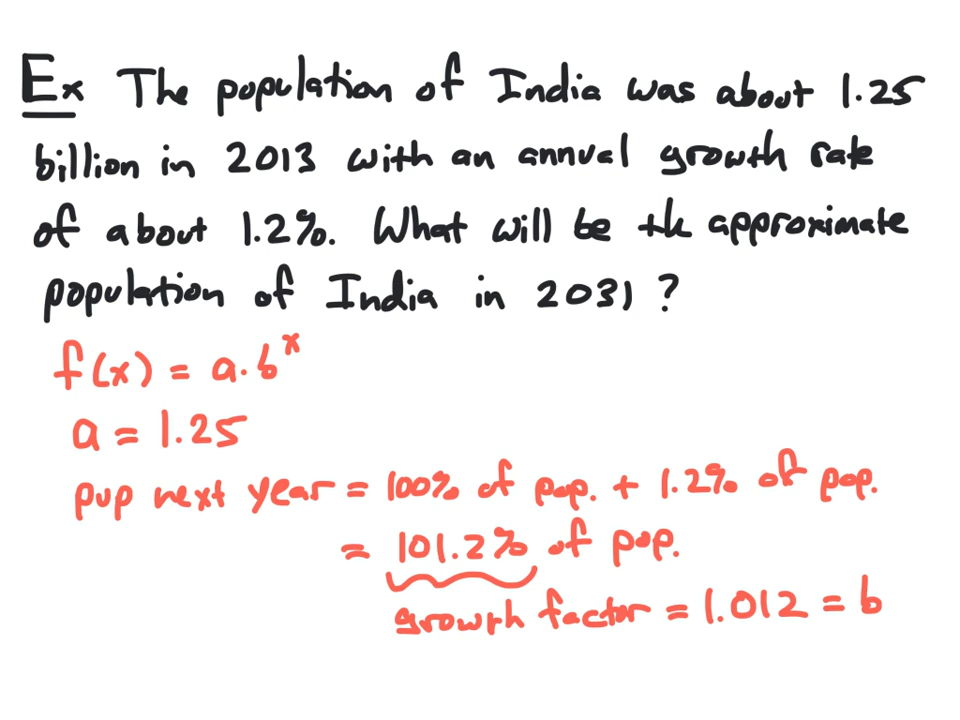 Ex The population of India was about 1.25
billion in 2013 with an annual growth rate
of about 1.2%. What will be the approximate
population of India in 2031?
f(x) = a·b^x
a = 1.25
pup next year = 100% of pop. + 1.2% of pop.
= 101.2% of pop.
growth factor = 1.012 = b